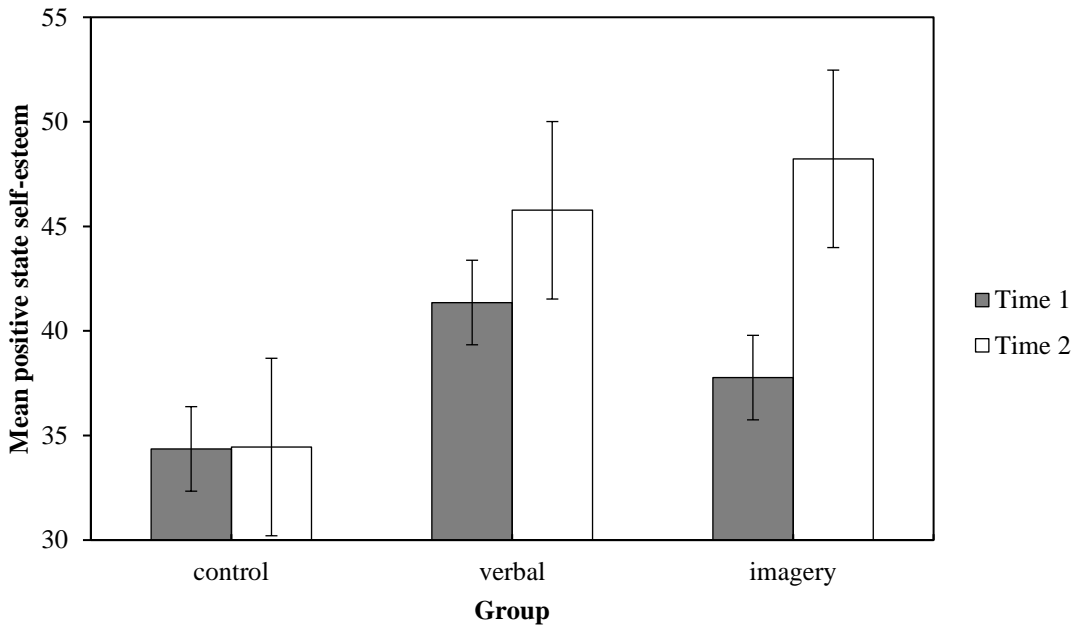 55
50
45
40
35
30
Mean positive state self-esteem
control verbal imagery
Group
Time 1
Time 2